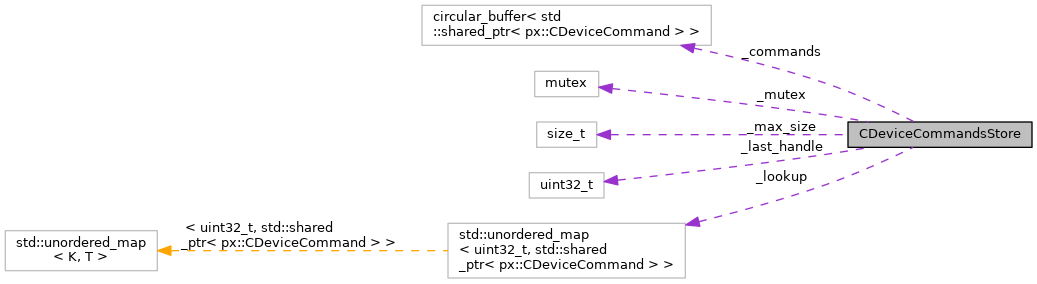 circular_buffer< std
::shared_ptr< px::CDeviceCommand > >
_commands
mutex
_mutex
size_t
_max_size
CDeviceCommandsStore
_last_handle
uint32_t
_lookup
< uint32_t, std::shared
_ptr< px::CDeviceCommand > >
std::unordered_map
< K, T >
std::unordered_map
< uint32_t, std::shared
_ptr< px::CDeviceCommand > >